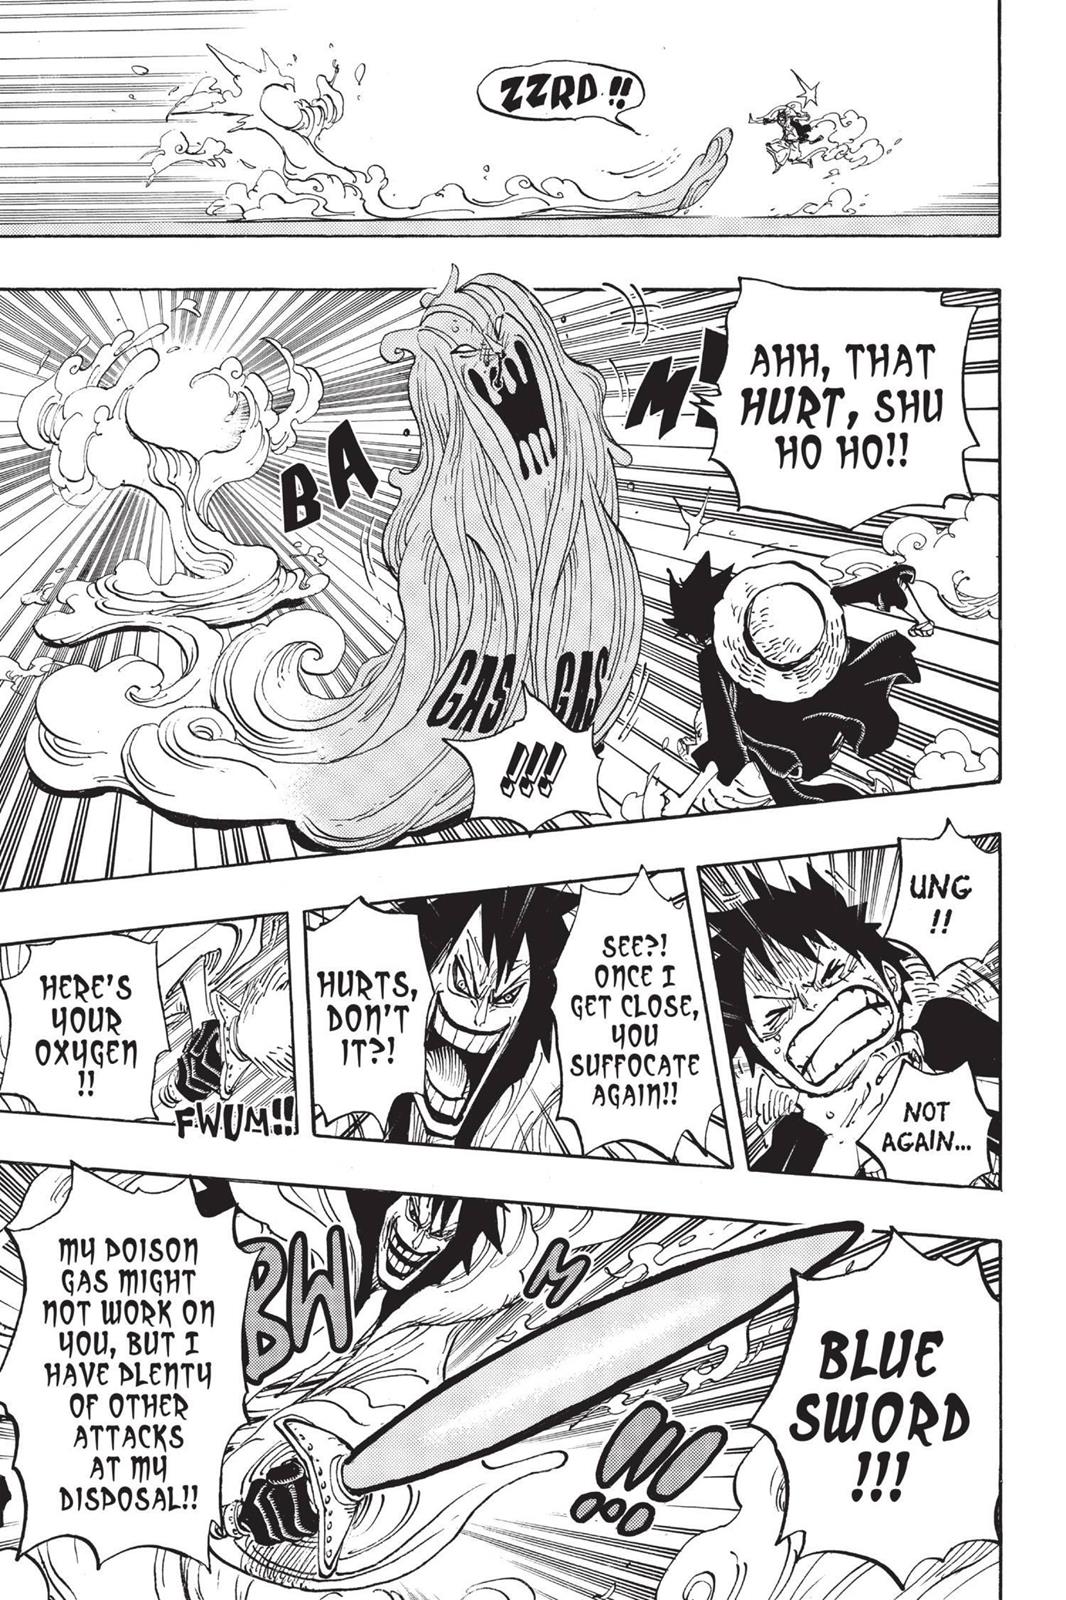 ZZRD!!
AHH, THAT
HURT, SHU
HO HO!!
BA
GAS
GAS
!!!
UNG
!!
NOT
AGAIN...
SEE?!
ONCE I
GET CLOSE,
YOU
SUFFOCATE
AGAIN!!
HURTS,
DON'T
IT?!
HERE'S
YOUR
OXYGEN
!!
FWUM!!
BLUE
SWORD
!!!
BW
M
!!!
!!!
MY POISON
GAS MIGHT
NOT WORK ON
YOU, BUT I
HAVE PLENTY
OF OTHER
ATTACKS
AT MY
DISPOSAL!!